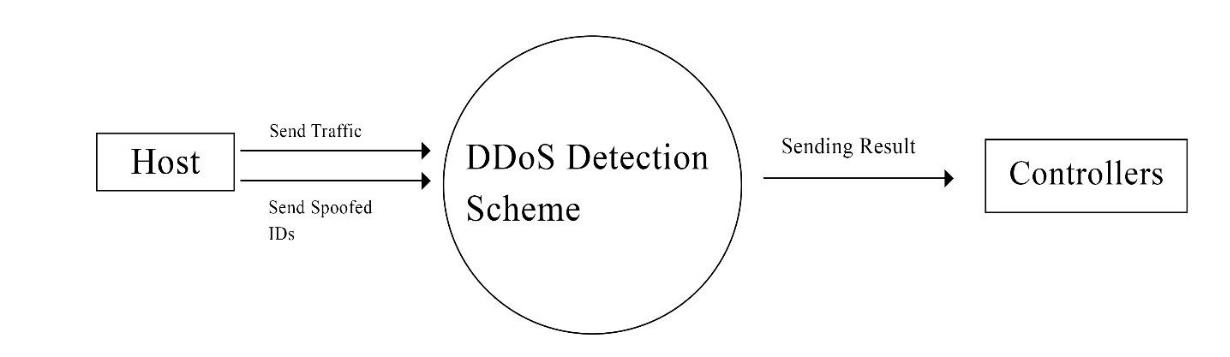 Host
Send Traffic
Send Spoofed
IDs
DDoS Detection
Scheme
Sending Result
Controllers